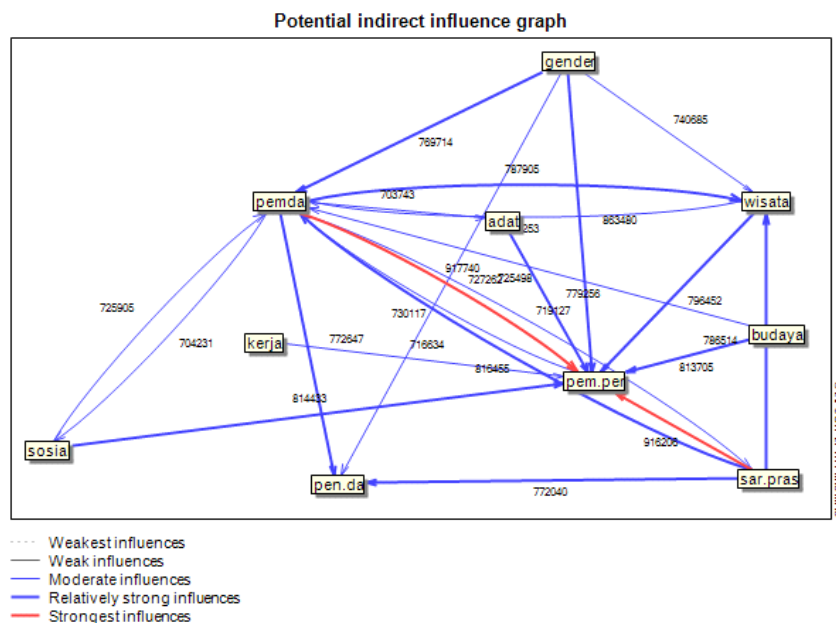 Potential indirect influence graph
gender
740685
769714
787905
703743
pemda
wisata
adat
253
863480
917740
725498
779256
796452
725905
730117
719127
704231
kerja
772647
716634
786514
budaya
816455
813705
pem.per
814433
916206
sosia
pen.da
772040
sar.pras
Weakest influences
Weak influences
Moderate influences
Relatively strong influences
Strongest influences